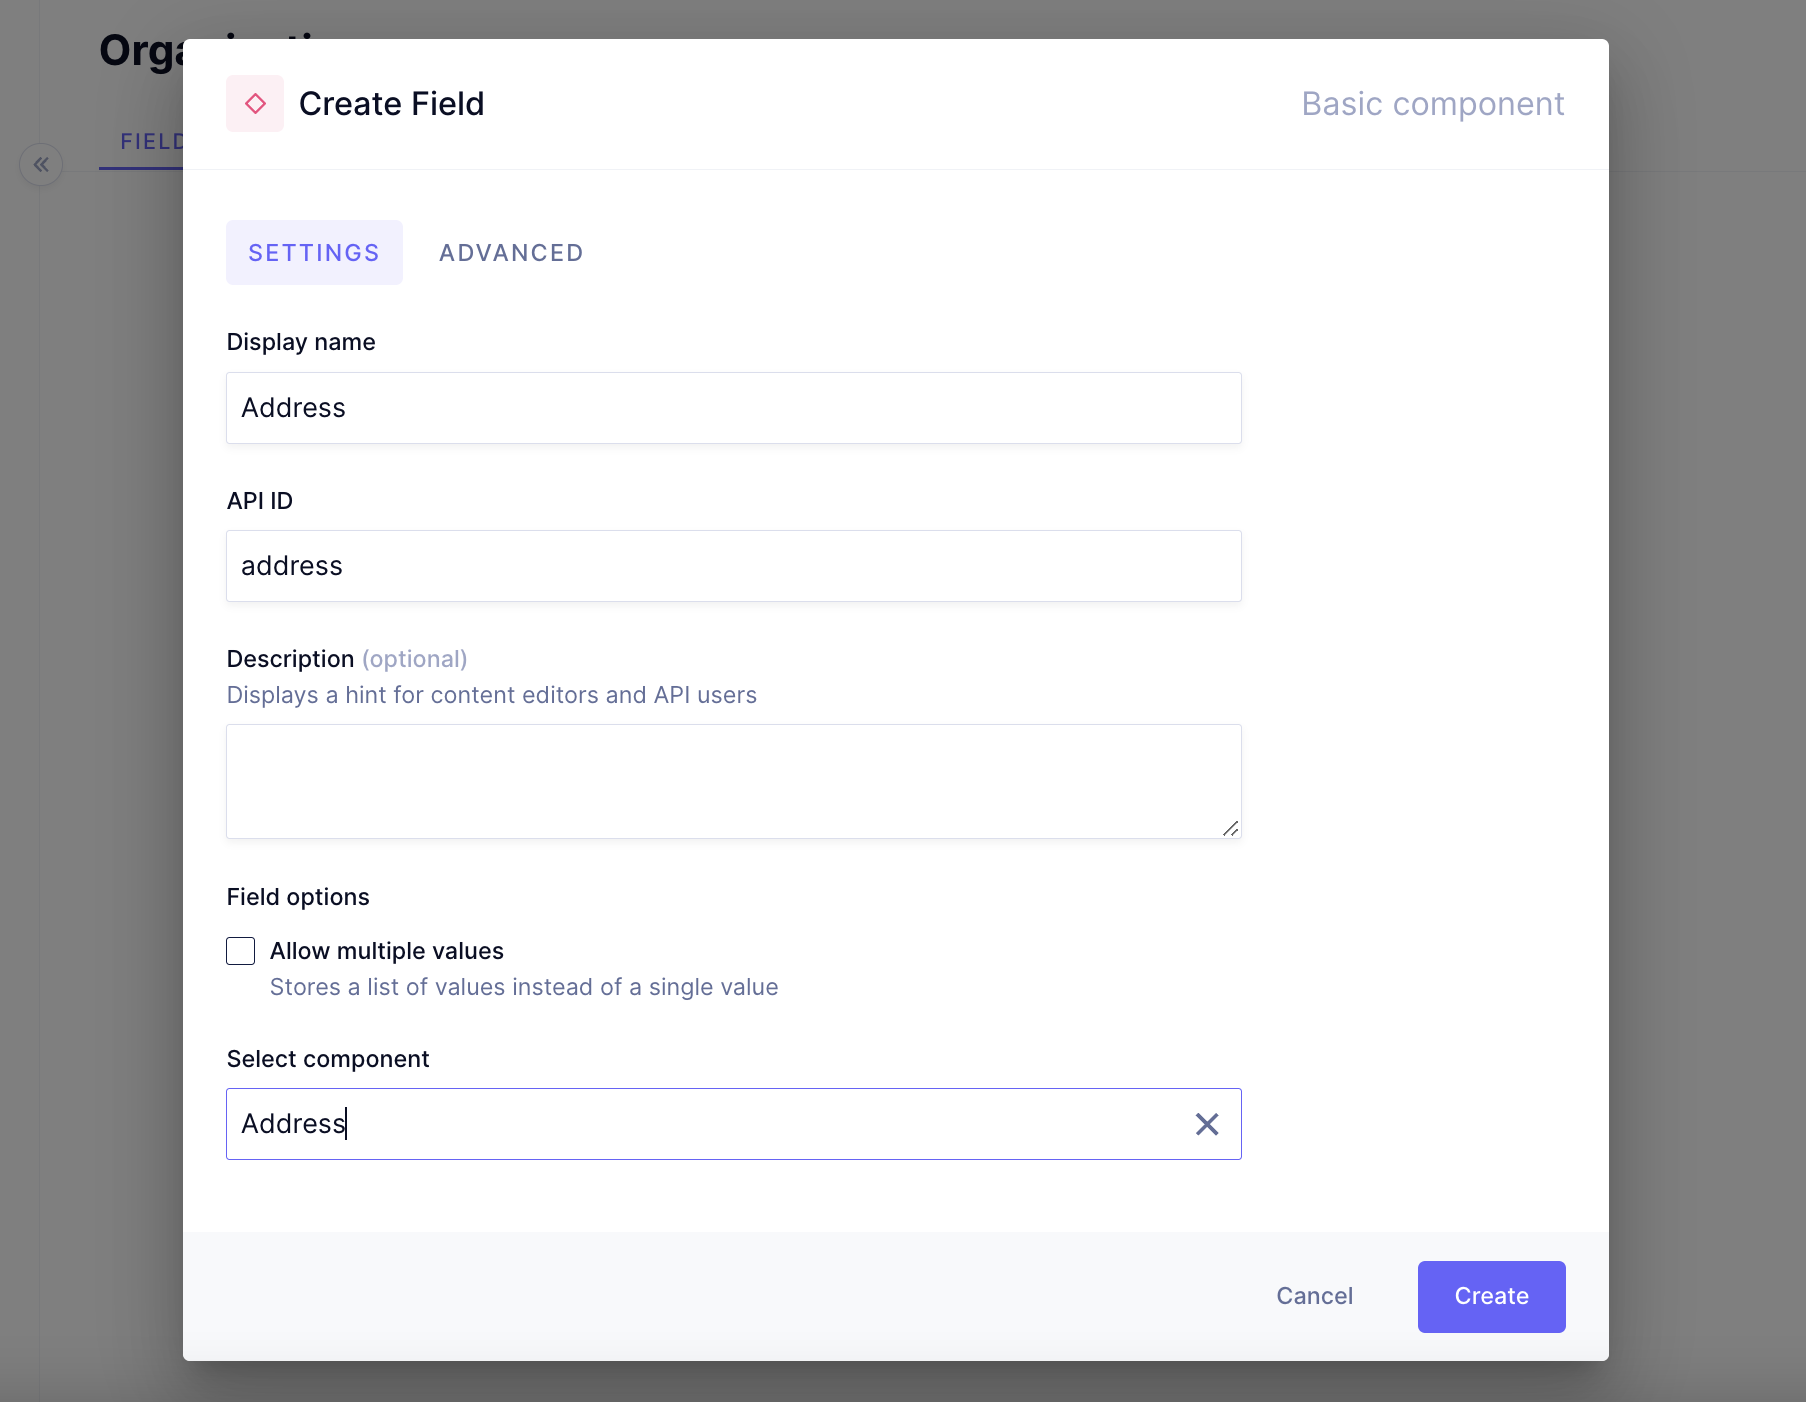 Create Field
Basic component
FIELD
SETTINGS
ADVANCED
Display name
Address
API ID
address
Description (optional)
Displays a hint for content editors and API users
Field options
Allow multiple values
Stores a list of values instead of a single value
Select component
Address
Cancel
Create